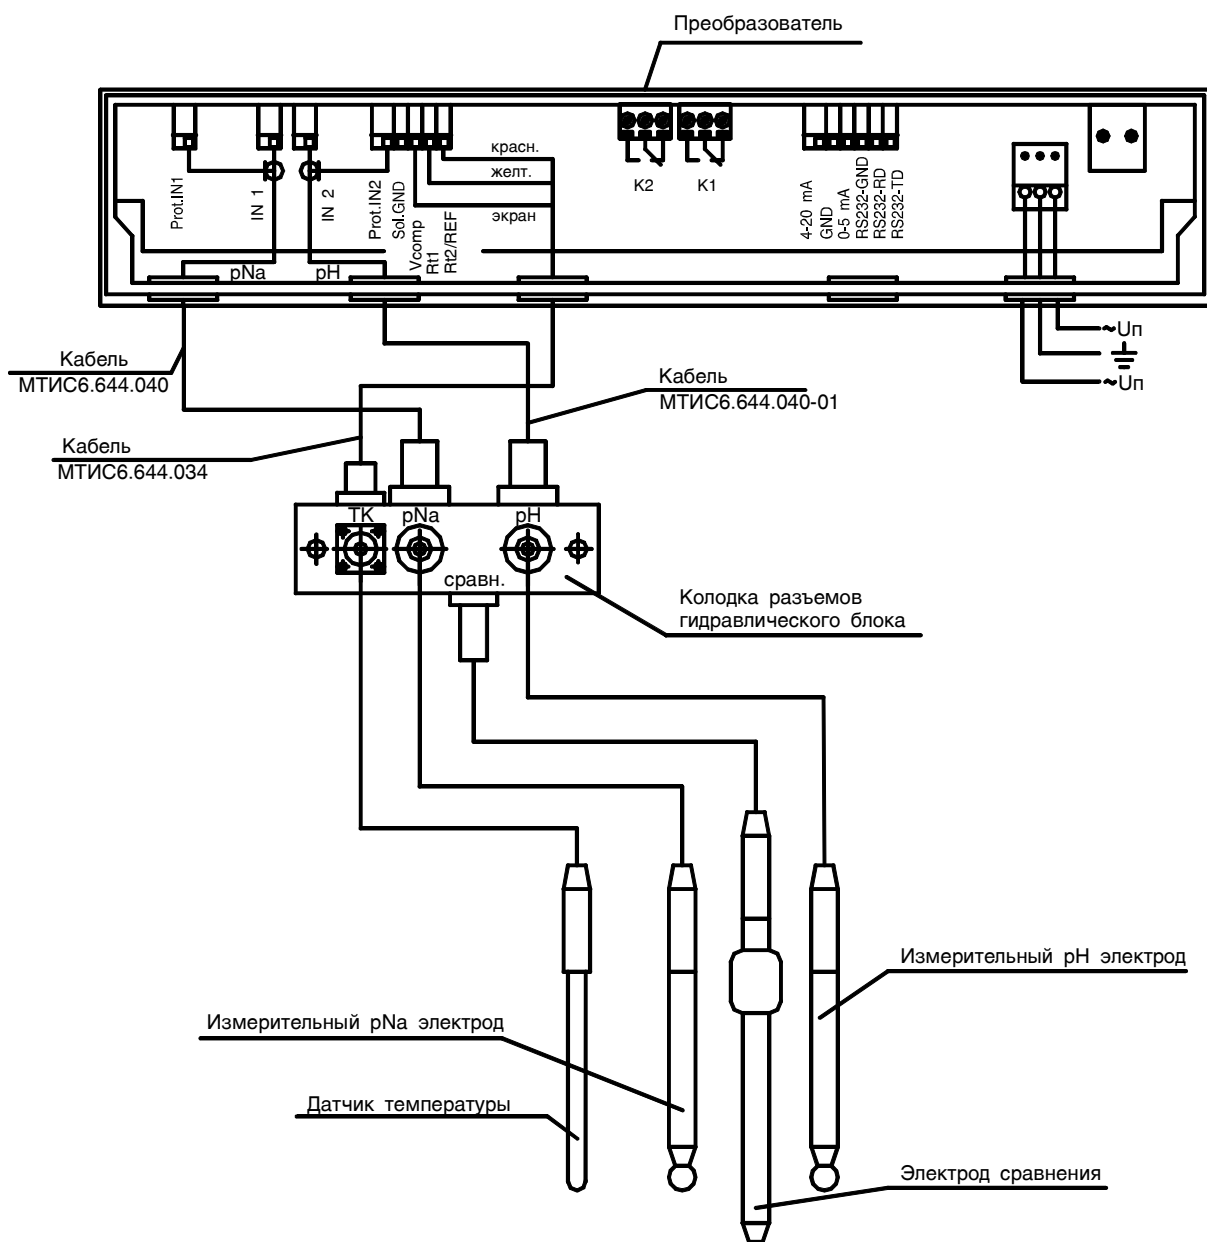 Преобразователь
красн.
желт.
экран
Prot.IN1
IN 1
IN 2
Prot.IN2
Sol.GND
Vcomp
Rt1
Rt2/REF
K2
K1
4-20 mA
GND
0-5 mA
RS232-GND
RS232-RD
RS232-TD
pNa
pH
~Uп
~Uп
Кабель
МТИС6.644.040
Кабель
МТИС6.644.040-01
Кабель
МТИС6.644.034
ТК
pNa
pH
сравн.
Колодка разъемов
гидравлического блока
Измерительный pH электрод
Измерительный pNa электрод
Датчик температуры
Электрод сравнения